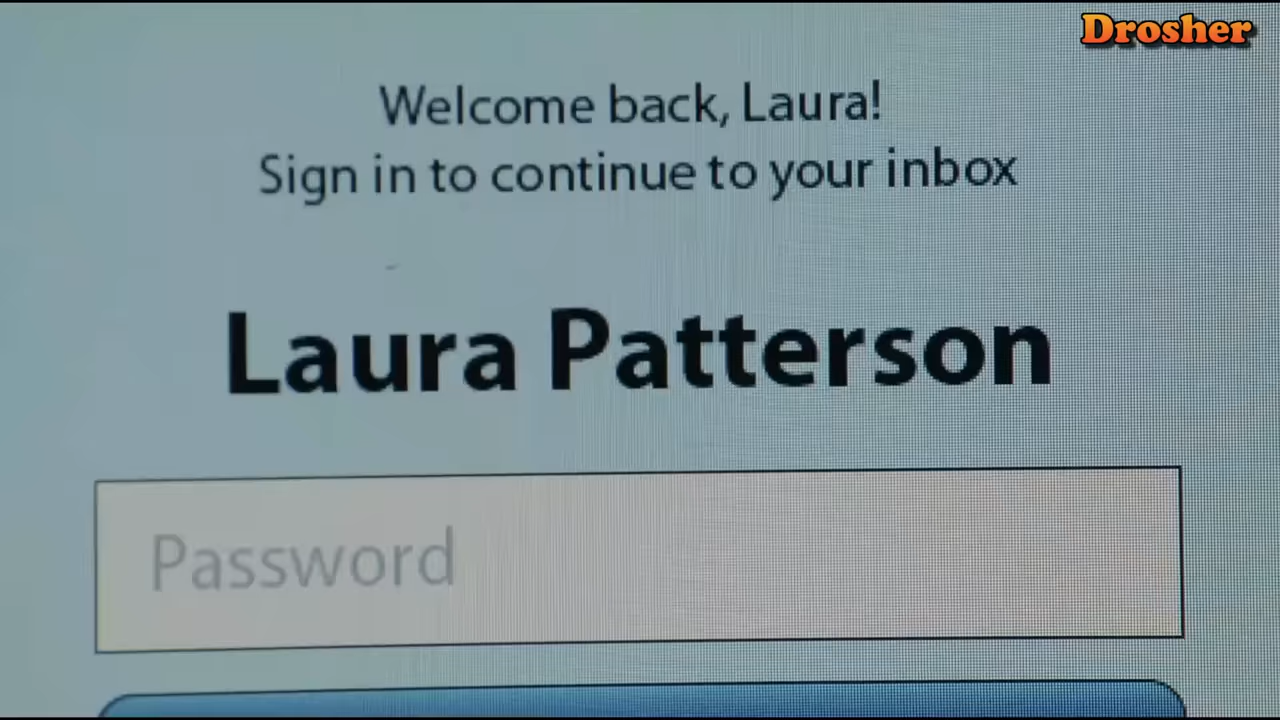 Drosher
Welcome back, Laura!
Sign in to continue to your inbox
Laura Patterson
Password